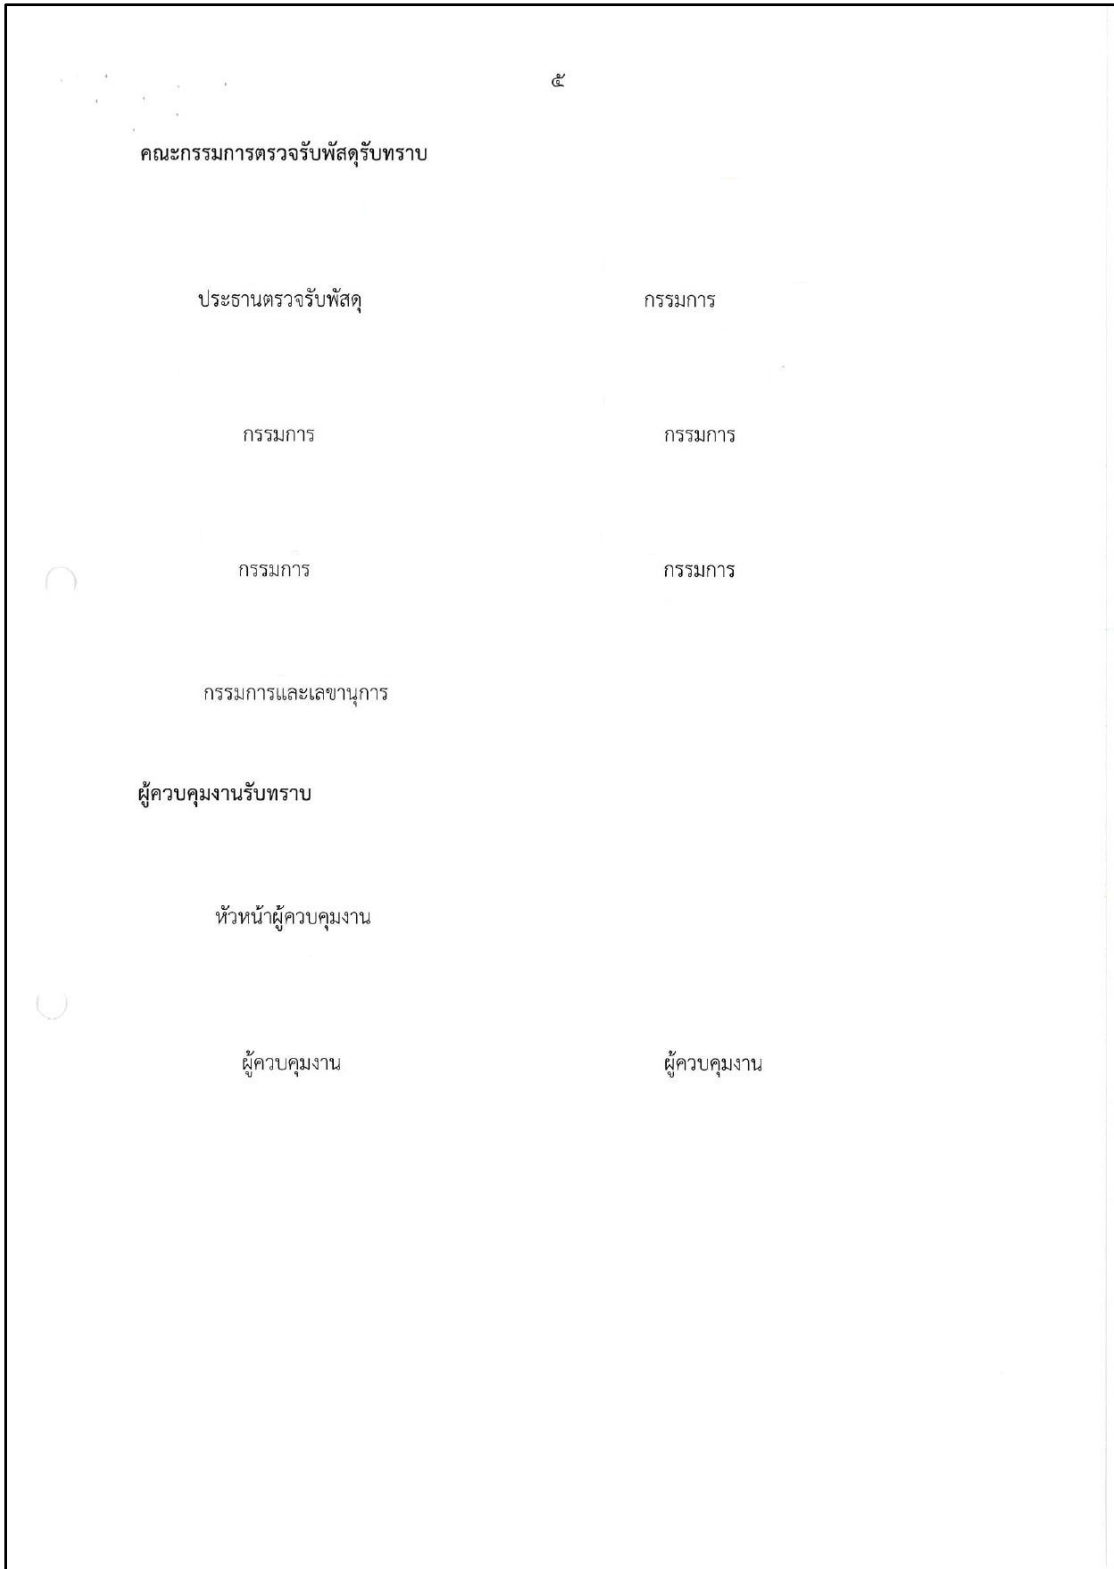 ๕
คณะกรรมการตรวจรับพัสดุรับทราบ
ประธานตรวจรับพัสดุ กรรมการ
กรรมการ กรรมการ
กรรมการ กรรมการ
กรรมการและเลขานุการ
ผู้ควบคุมงานรับทราบ
หัวหน้าผู้ควบคุมงาน
ผู้ควบคุมงาน ผู้ควบคุมงาน